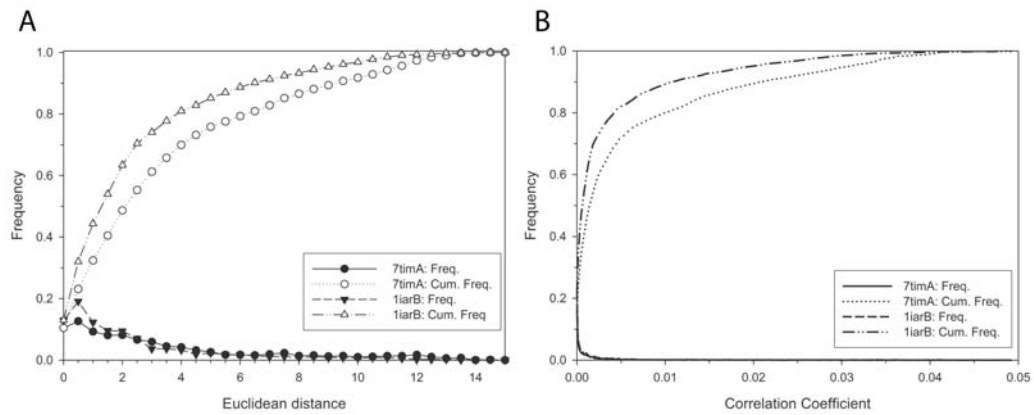 A
1.0
0.8
0.6
0.4
0.2
0.0
Frequency
0
2
4
6
8
10
12
14
Euclidean distance
7timA: Freq.
7timA: Cum. Freq.
1iarB: Freq.
1iarB: Cum. Freq
B
1.0
0.8
0.6
0.4
0.2
0.0
Frequency
0.00
0.01
0.02
0.03
0.04
0.05
Correlation Coefficient
7timA: Freq.
7timA: Cum. Freq.
1iarB: Freq.
1iarB: Cum. Freq